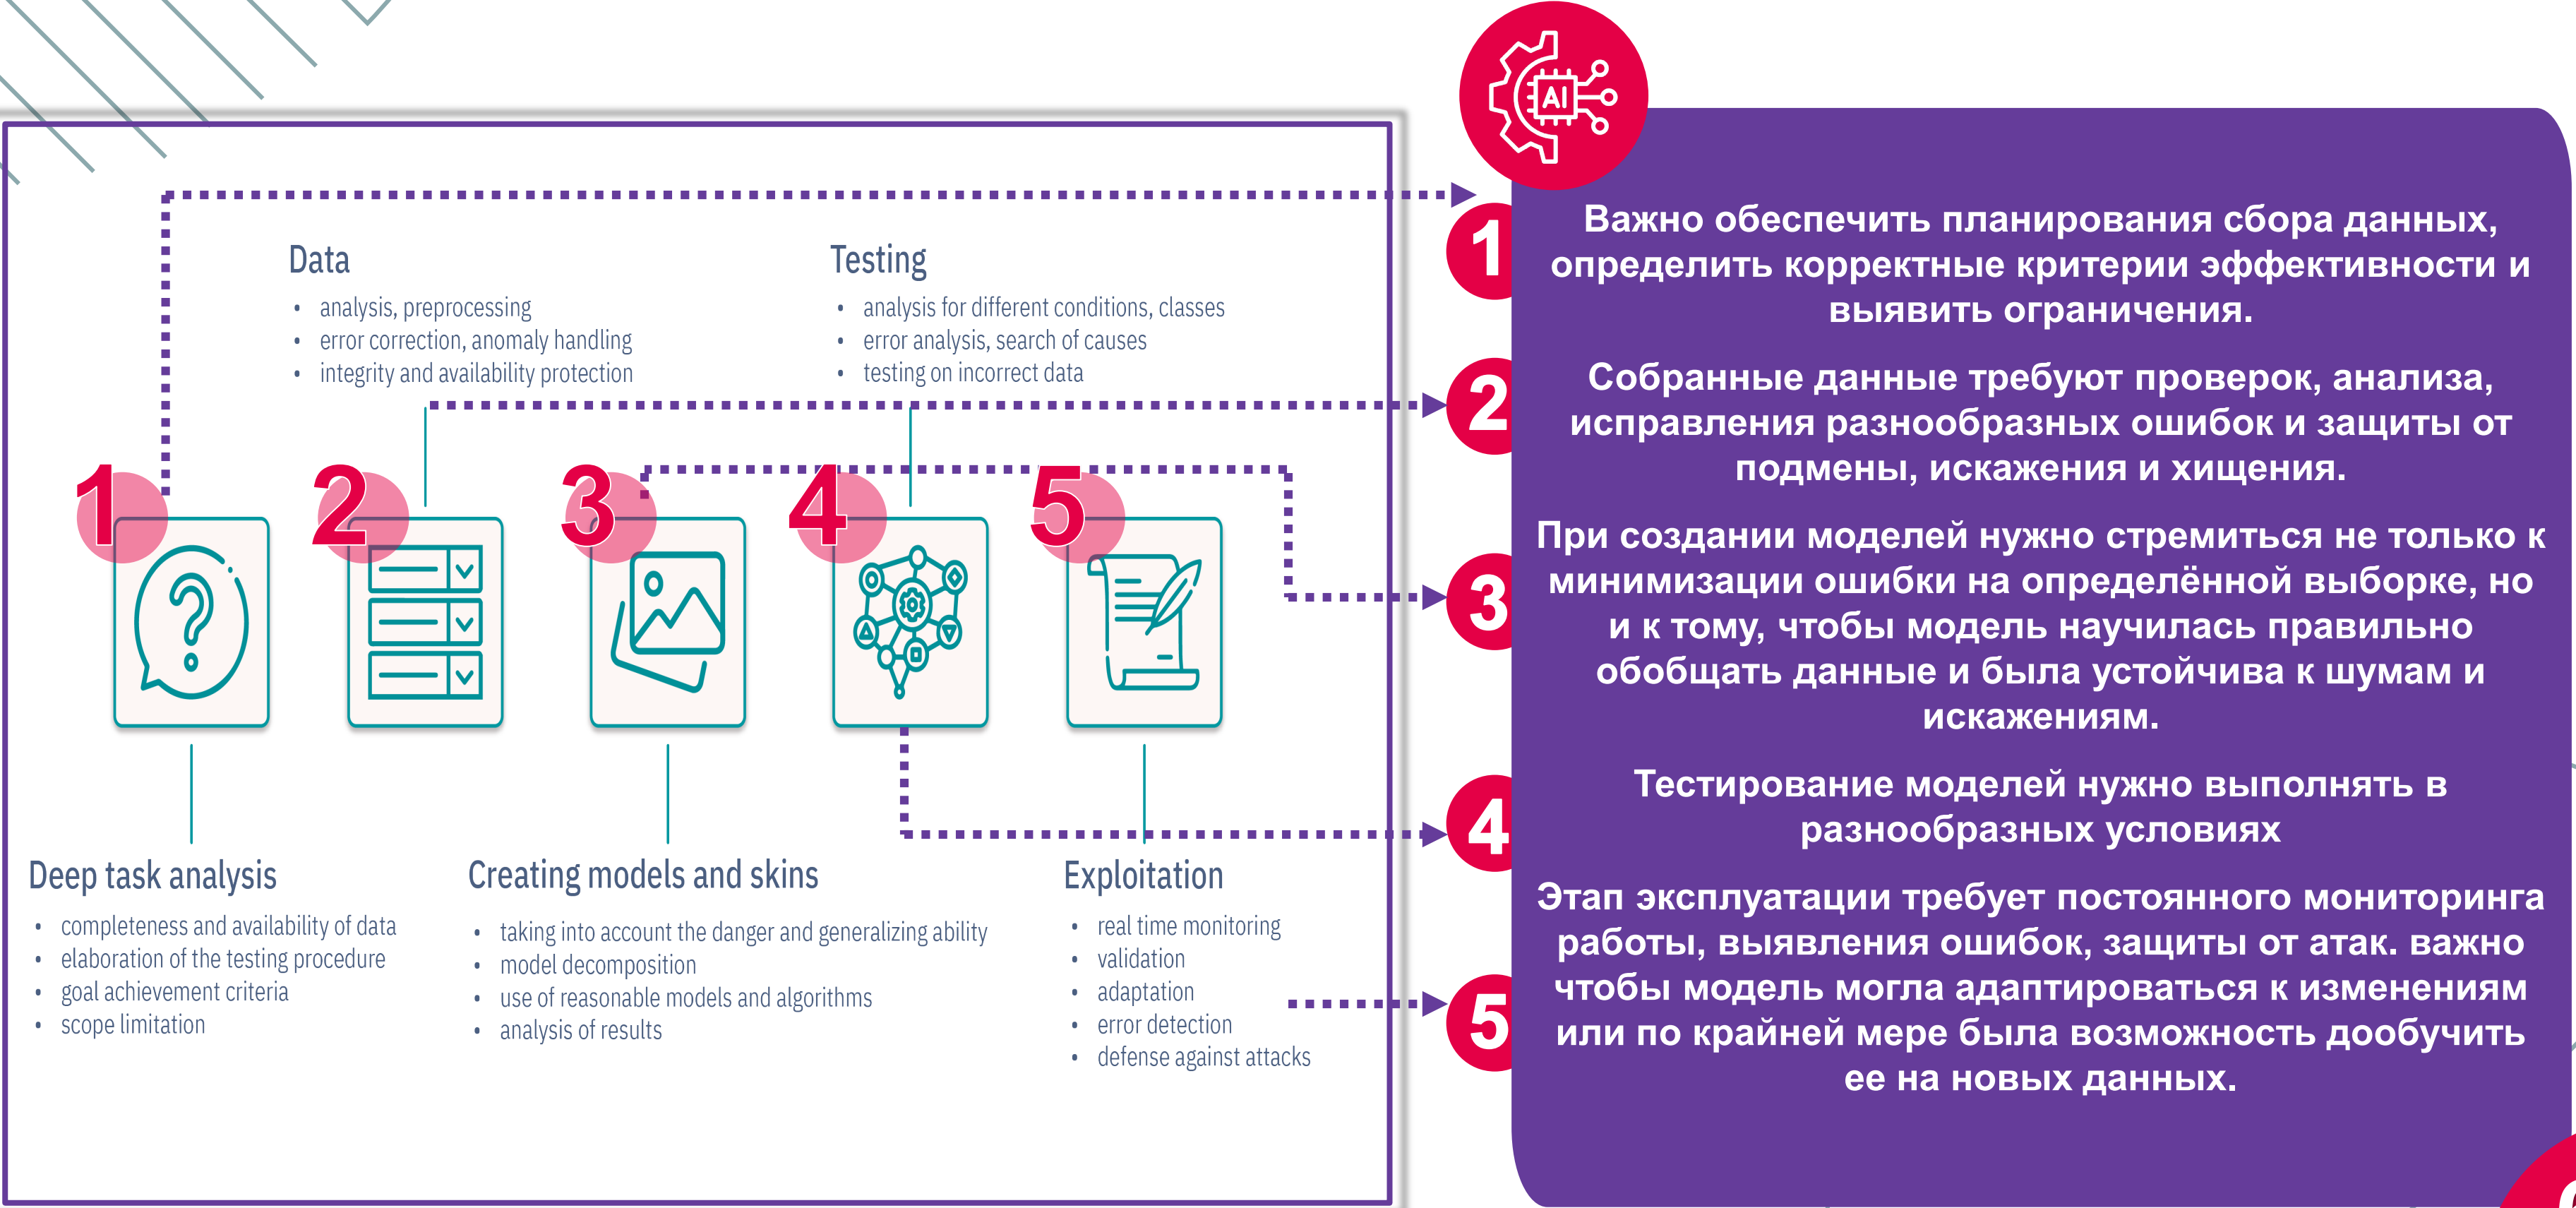 AI
Data
• analysis, preprocessing
• error correction, anomaly handling
• integrity and availability protection
Testing
• analysis for different conditions, classes
• error analysis, search of causes
• testing on incorrect data
1
2
3
4
5
Deep task analysis
• completeness and availability of data
• elaboration of the testing procedure
• goal achievement criteria
• scope limitation
Creating models and skins
• taking into account the danger and generalizing ability
• model decomposition
• use of reasonable models and algorithms
• analysis of results
Exploitation
• real time monitoring
• validation
• adaptation
• error detection
• defense against attacks
1
Важно обеспечить планирования сбора данных,
определить корректные критерии эффективности и
выявить ограничения.
2
Собранные данные требуют проверок, анализа,
исправления разнообразных ошибок и защиты от
подмены, искажения и хищения.
3
При создании моделей нужно стремиться не только к
минимизации ошибки на определённой выборке, но
и к тому, чтобы модель научилась правильно
обобщать данные и была устойчива к шумам и
искажениям.
4
Тестирование моделей нужно выполнять в
разнообразных условиях
5
Этап эксплуатации требует постоянного мониторинга
работы, выявления ошибок, защиты от атак. важно
чтобы модель могла адаптироваться к изменениям
или по крайней мере была возможность дообучить
ее на новых данных.